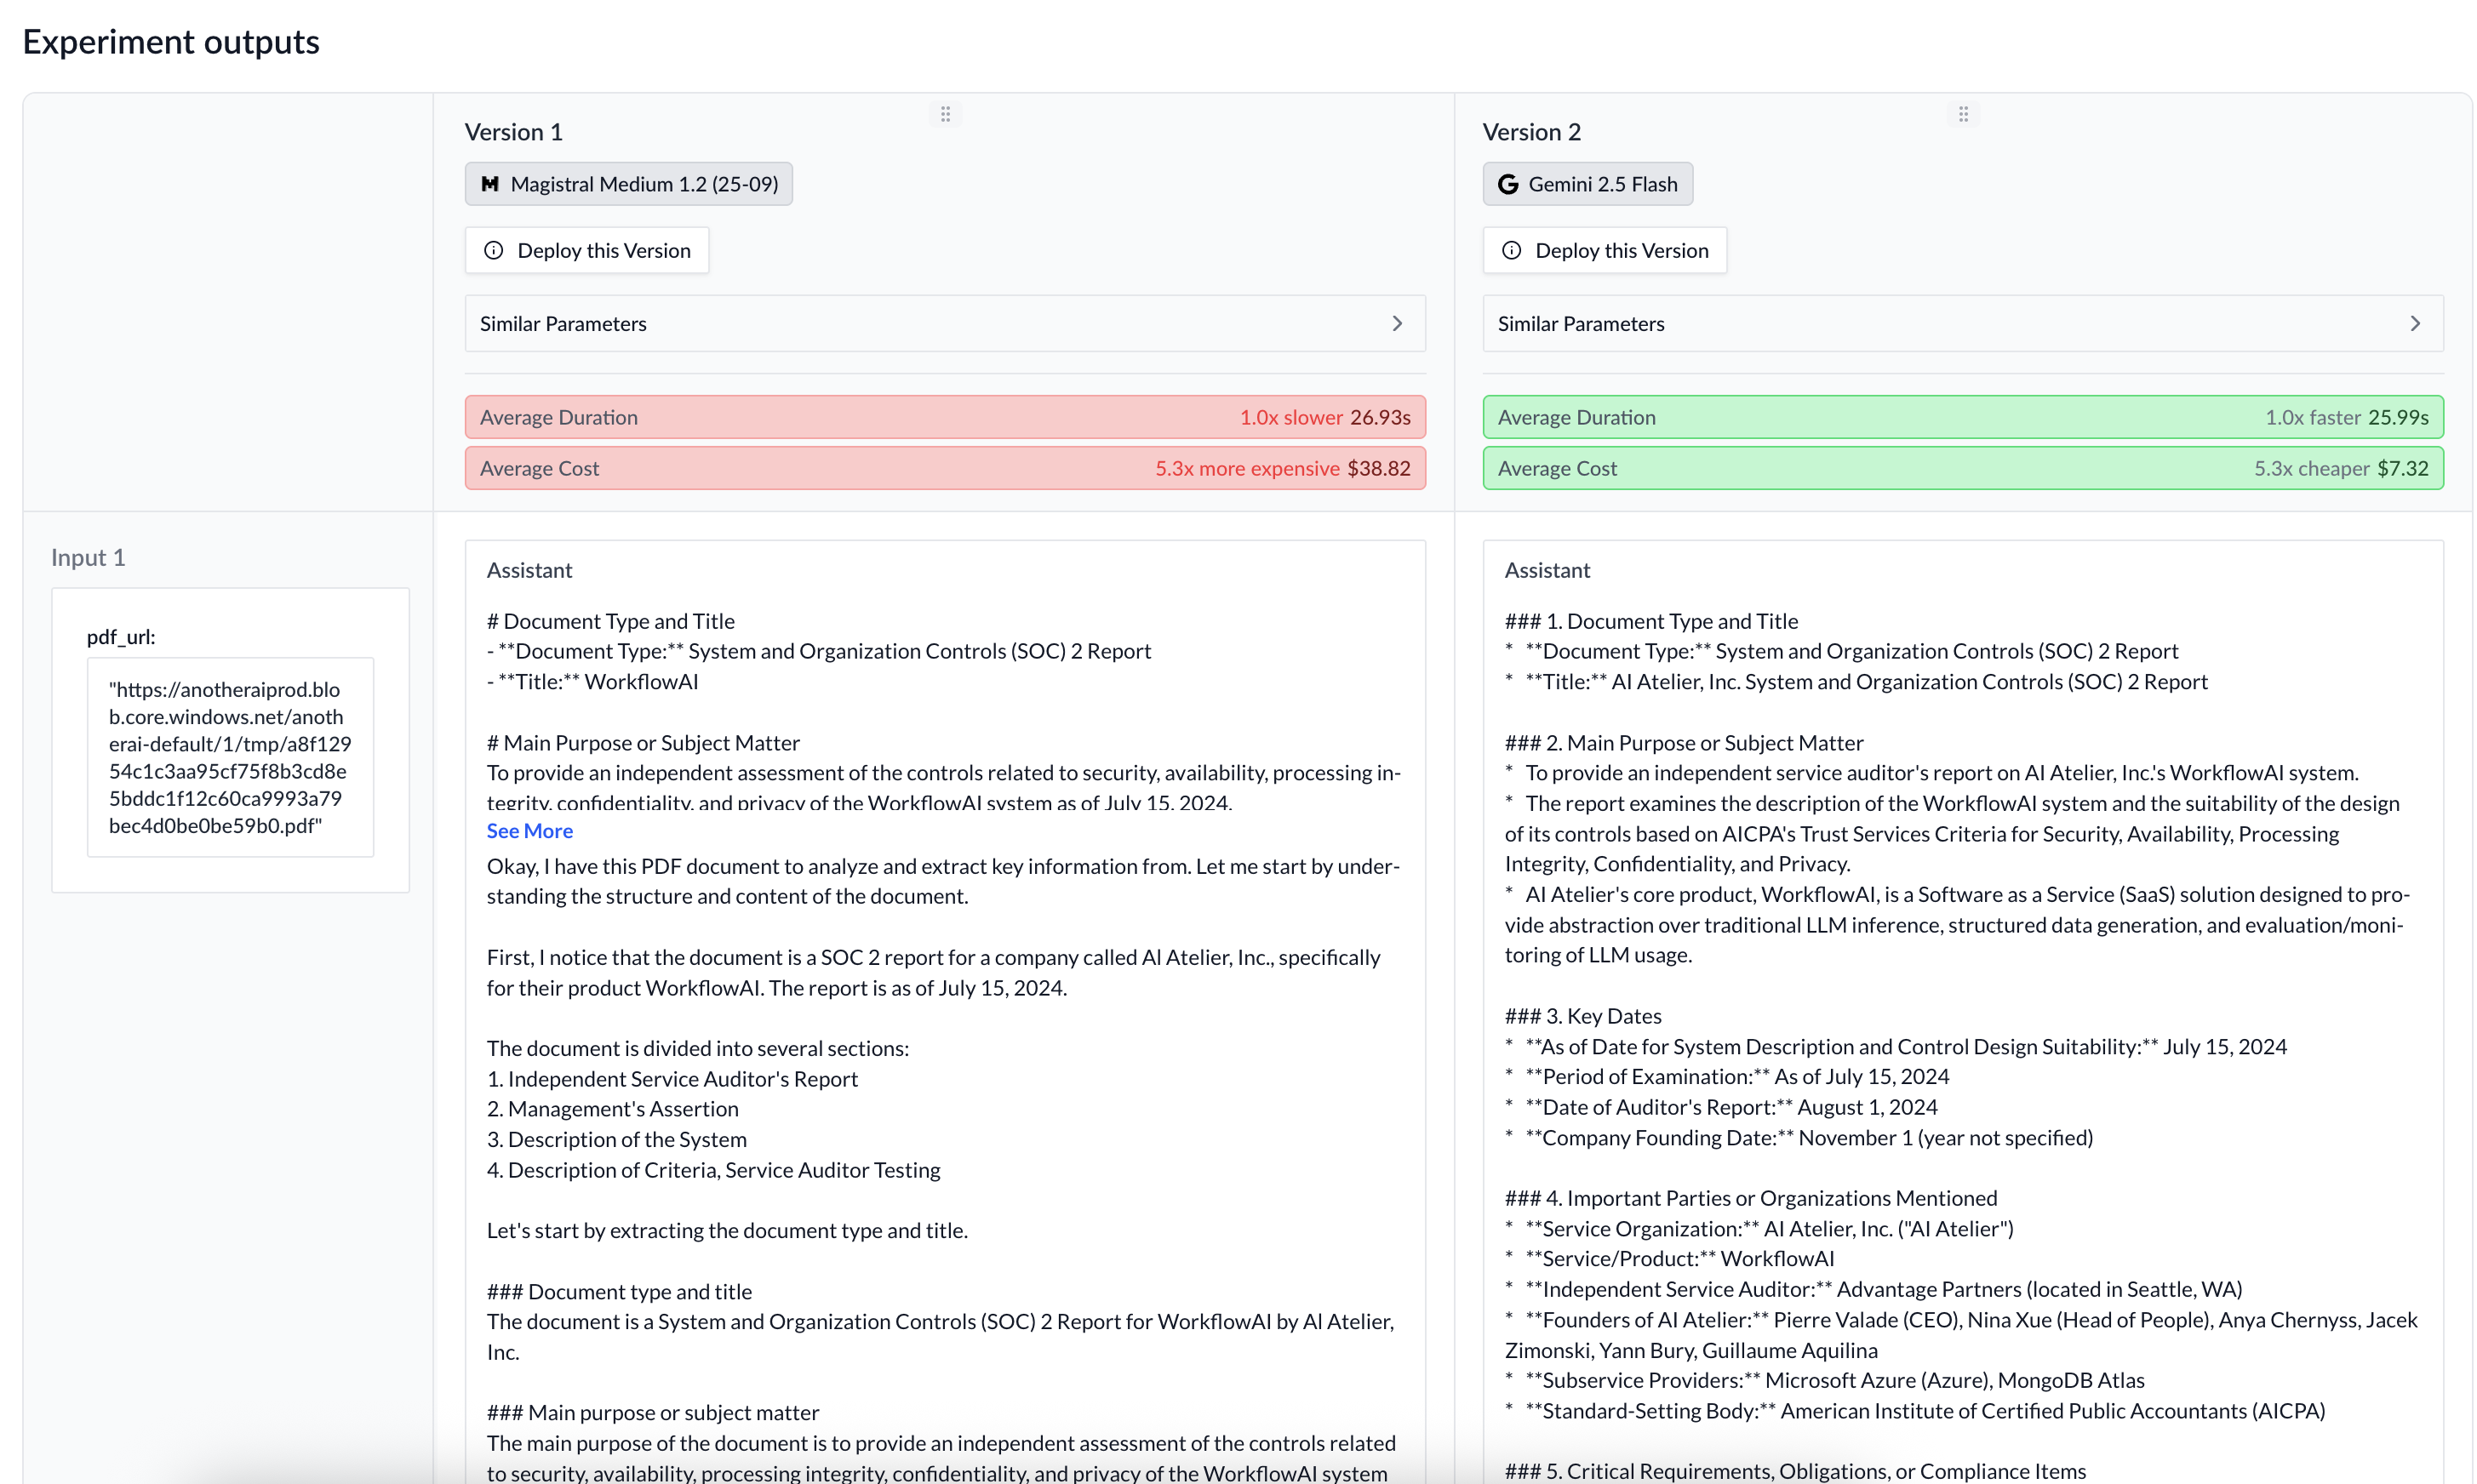 Experiment outputs
Version 1
Magistral Medium 1.2 (25-09)
Deploy this Version
Similar Parameters
Average Duration 1.0x slower 26.93s
Average Cost 5.3x more expensive $38.82
Version 2
Gemini 2.5 Flash
Deploy this Version
Similar Parameters
Average Duration 1.0x faster 25.99s
Average Cost 5.3x cheaper $7.32
Input 1
pdf_url:
"https://anotheraiprod.blo
b.core.windows.net/anoth
erai-default/1/tmp/a8f129
54c1c3aa95cf75f8b3cd8e
5bddc1f12c60ca9993a79
bec4d0be0be59b0.pdf"
Assistant
# Document Type and Title
- **Document Type:** System and Organization Controls (SOC) 2 Report
- **Title:** WorkflowAI
# Main Purpose or Subject Matter
To provide an independent assessment of the controls related to security, availability, processing in-
tegrity, confidentiality, and privacy of the WorkflowAI system as of July 15, 2024.
See More
Okay, I have this PDF document to analyze and extract key information from. Let me start by under-
standing the structure and content of the document.
First, I notice that the document is a SOC 2 report for a company called AI Atelier, Inc., specifically
for their product WorkflowAI. The report is as of July 15, 2024.
The document is divided into several sections:
1. Independent Service Auditor's Report
2. Management's Assertion
3. Description of the System
4. Description of Criteria, Service Auditor Testing
Let's start by extracting the document type and title.
### Document type and title
The document is a System and Organization Controls (SOC) 2 Report for WorkflowAI by AI Atelier,
Inc.
### Main purpose or subject matter
The main purpose of the document is to provide an independent assessment of the controls related
to security, availability, processing integrity, confidentiality, and privacy of the WorkflowAI system
Assistant
### 1. Document Type and Title
* **Document Type:** System and Organization Controls (SOC) 2 Report
* **Title:** AI Atelier, Inc. System and Organization Controls (SOC) 2 Report
### 2. Main Purpose or Subject Matter
* To provide an independent service auditor's report on AI Atelier, Inc.'s WorkflowAI system.
* The report examines the description of the WorkflowAI system and the suitability of the design
of its controls based on AICPA's Trust Services Criteria for Security, Availability, Processing
Integrity, Confidentiality, and Privacy.
* AI Atelier's core product, WorkflowAI, is a Software as a Service (SaaS) solution designed to pro-
vide abstraction over traditional LLM inference, structured data generation, and evaluation/moni-
toring of LLM usage.
### 3. Key Dates
* **As of Date for System Description and Control Design Suitability:** July 15, 2024
* **Period of Examination:** As of July 15, 2024
* **Date of Auditor's Report:** August 1, 2024
* **Company Founding Date:** November 1 (year not specified)
### 4. Important Parties or Organizations Mentioned
* **Service Organization:** AI Atelier, Inc. ("AI Atelier")
* **Service/Product:** WorkflowAI
* **Independent Service Auditor:** Advantage Partners (located in Seattle, WA)
* **Founders of AI Atelier:** Pierre Valade (CEO), Nina Xue (Head of People), Anya Chernyss, Jacek
Zimonski, Yann Bury, Guillaume Aquilina
* **Subservice Providers:** Microsoft Azure (Azure), MongoDB Atlas
* **Standard-Setting Body:** American Institute of Certified Public Accountants (AICPA)
### 5. Critical Requirements, Obligations, or Compliance Items